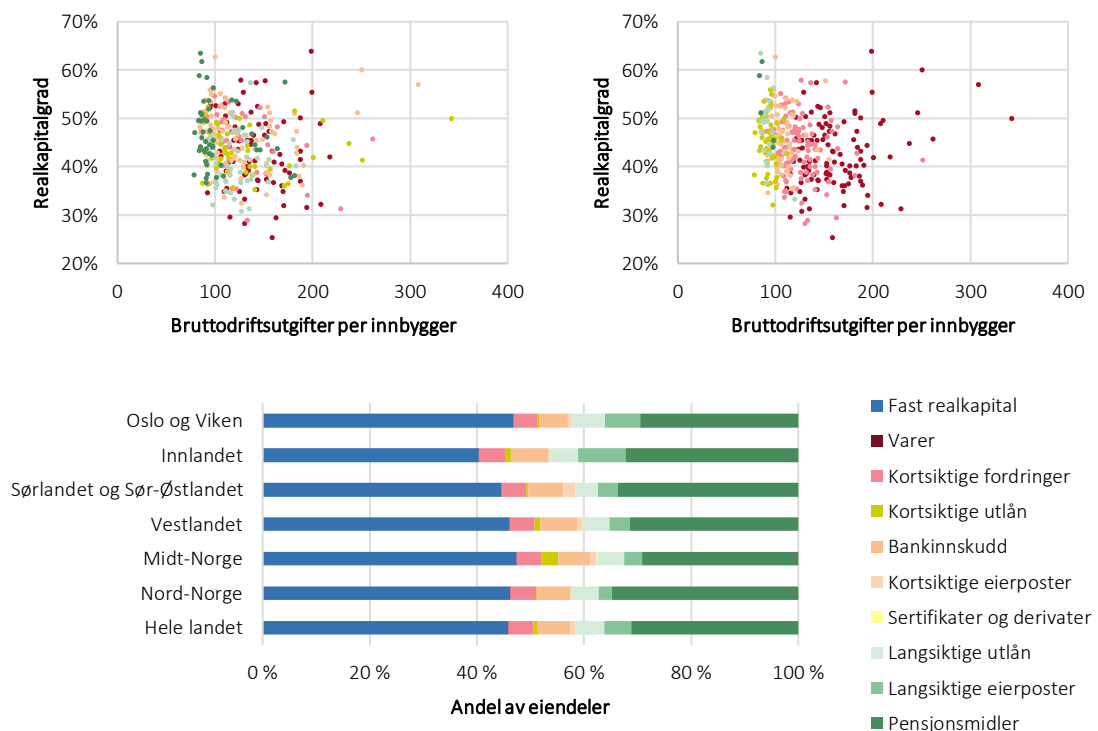 70%
60%
50%
40%
30%
20%
Realkapitalgrad
0 100 200 300 400
Bruttodriftsutgifter per innbygger
70%
60%
50%
40%
30%
20%
Realkapitalgrad
0 100 200 300 400
Bruttodriftsutgifter per innbygger
Oslo og Viken
Innlandet
Sørlandet og Sør-Østlandet
Vestlandet
Midt-Norge
Nord-Norge
Hele landet
0 % 20 % 40 % 60 % 80 % 100 %
Andel av eiendeler
Fast realkapital
Varer
Kortsiktige fordringer
Kortsiktige utlån
Bankinnskudd
Kortsiktige eierposter
Sertifikater og derivater
Langsiktige utlån
Langsiktige eierposter
Pensjonsmidler